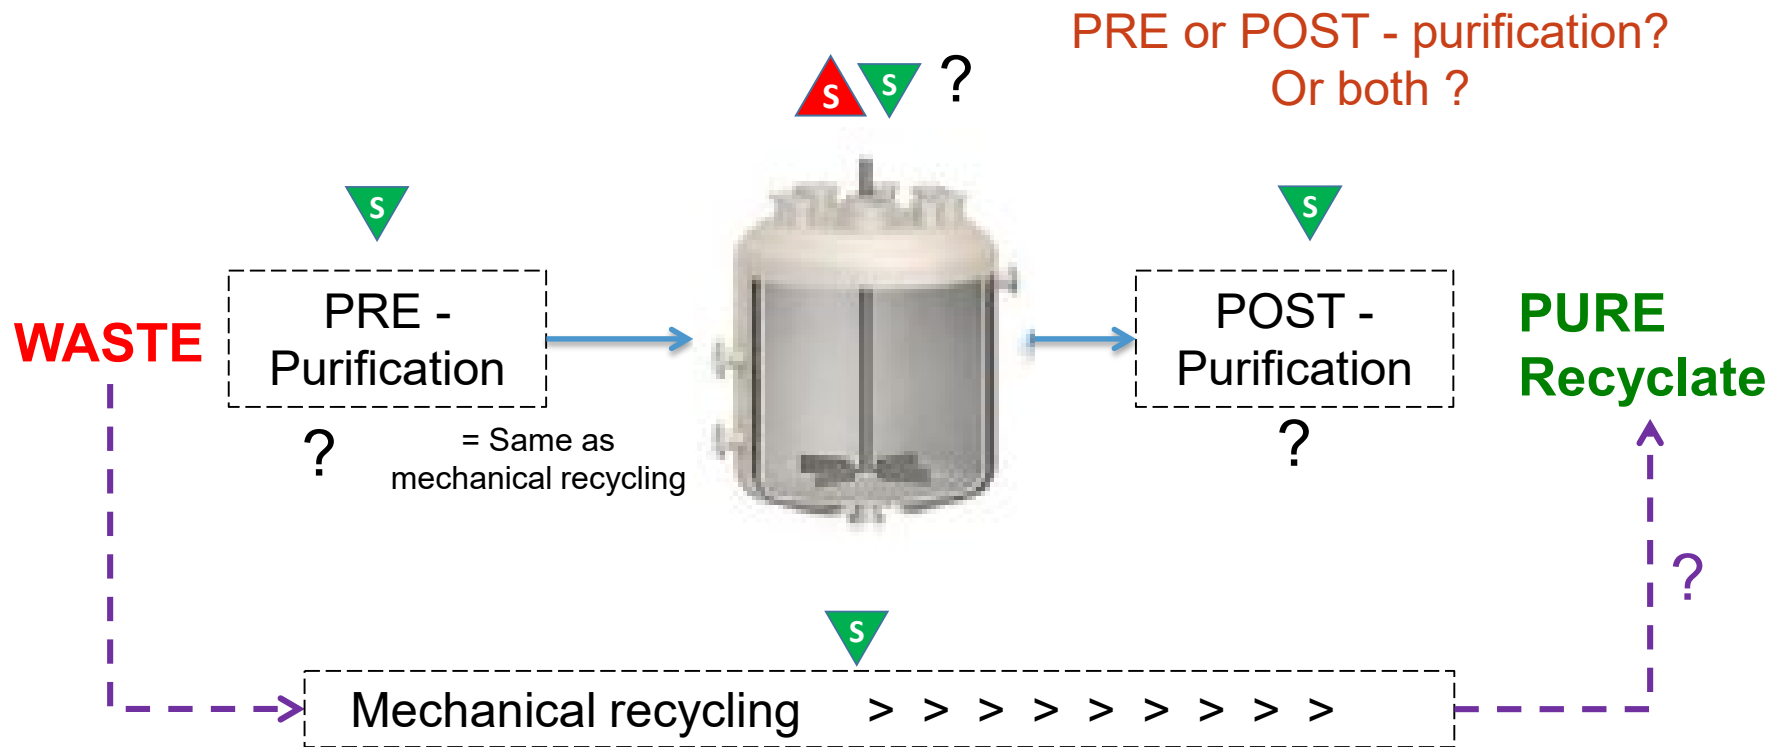 PRE or POST - purification?
Or both ?
S
S
?
S
S
WASTE
PRE -
Purification
POST -
Purification
PURE
Recyclate
?
= Same as
mechanical recycling
?
?
S
Mechanical recycling > > > > > > > > >